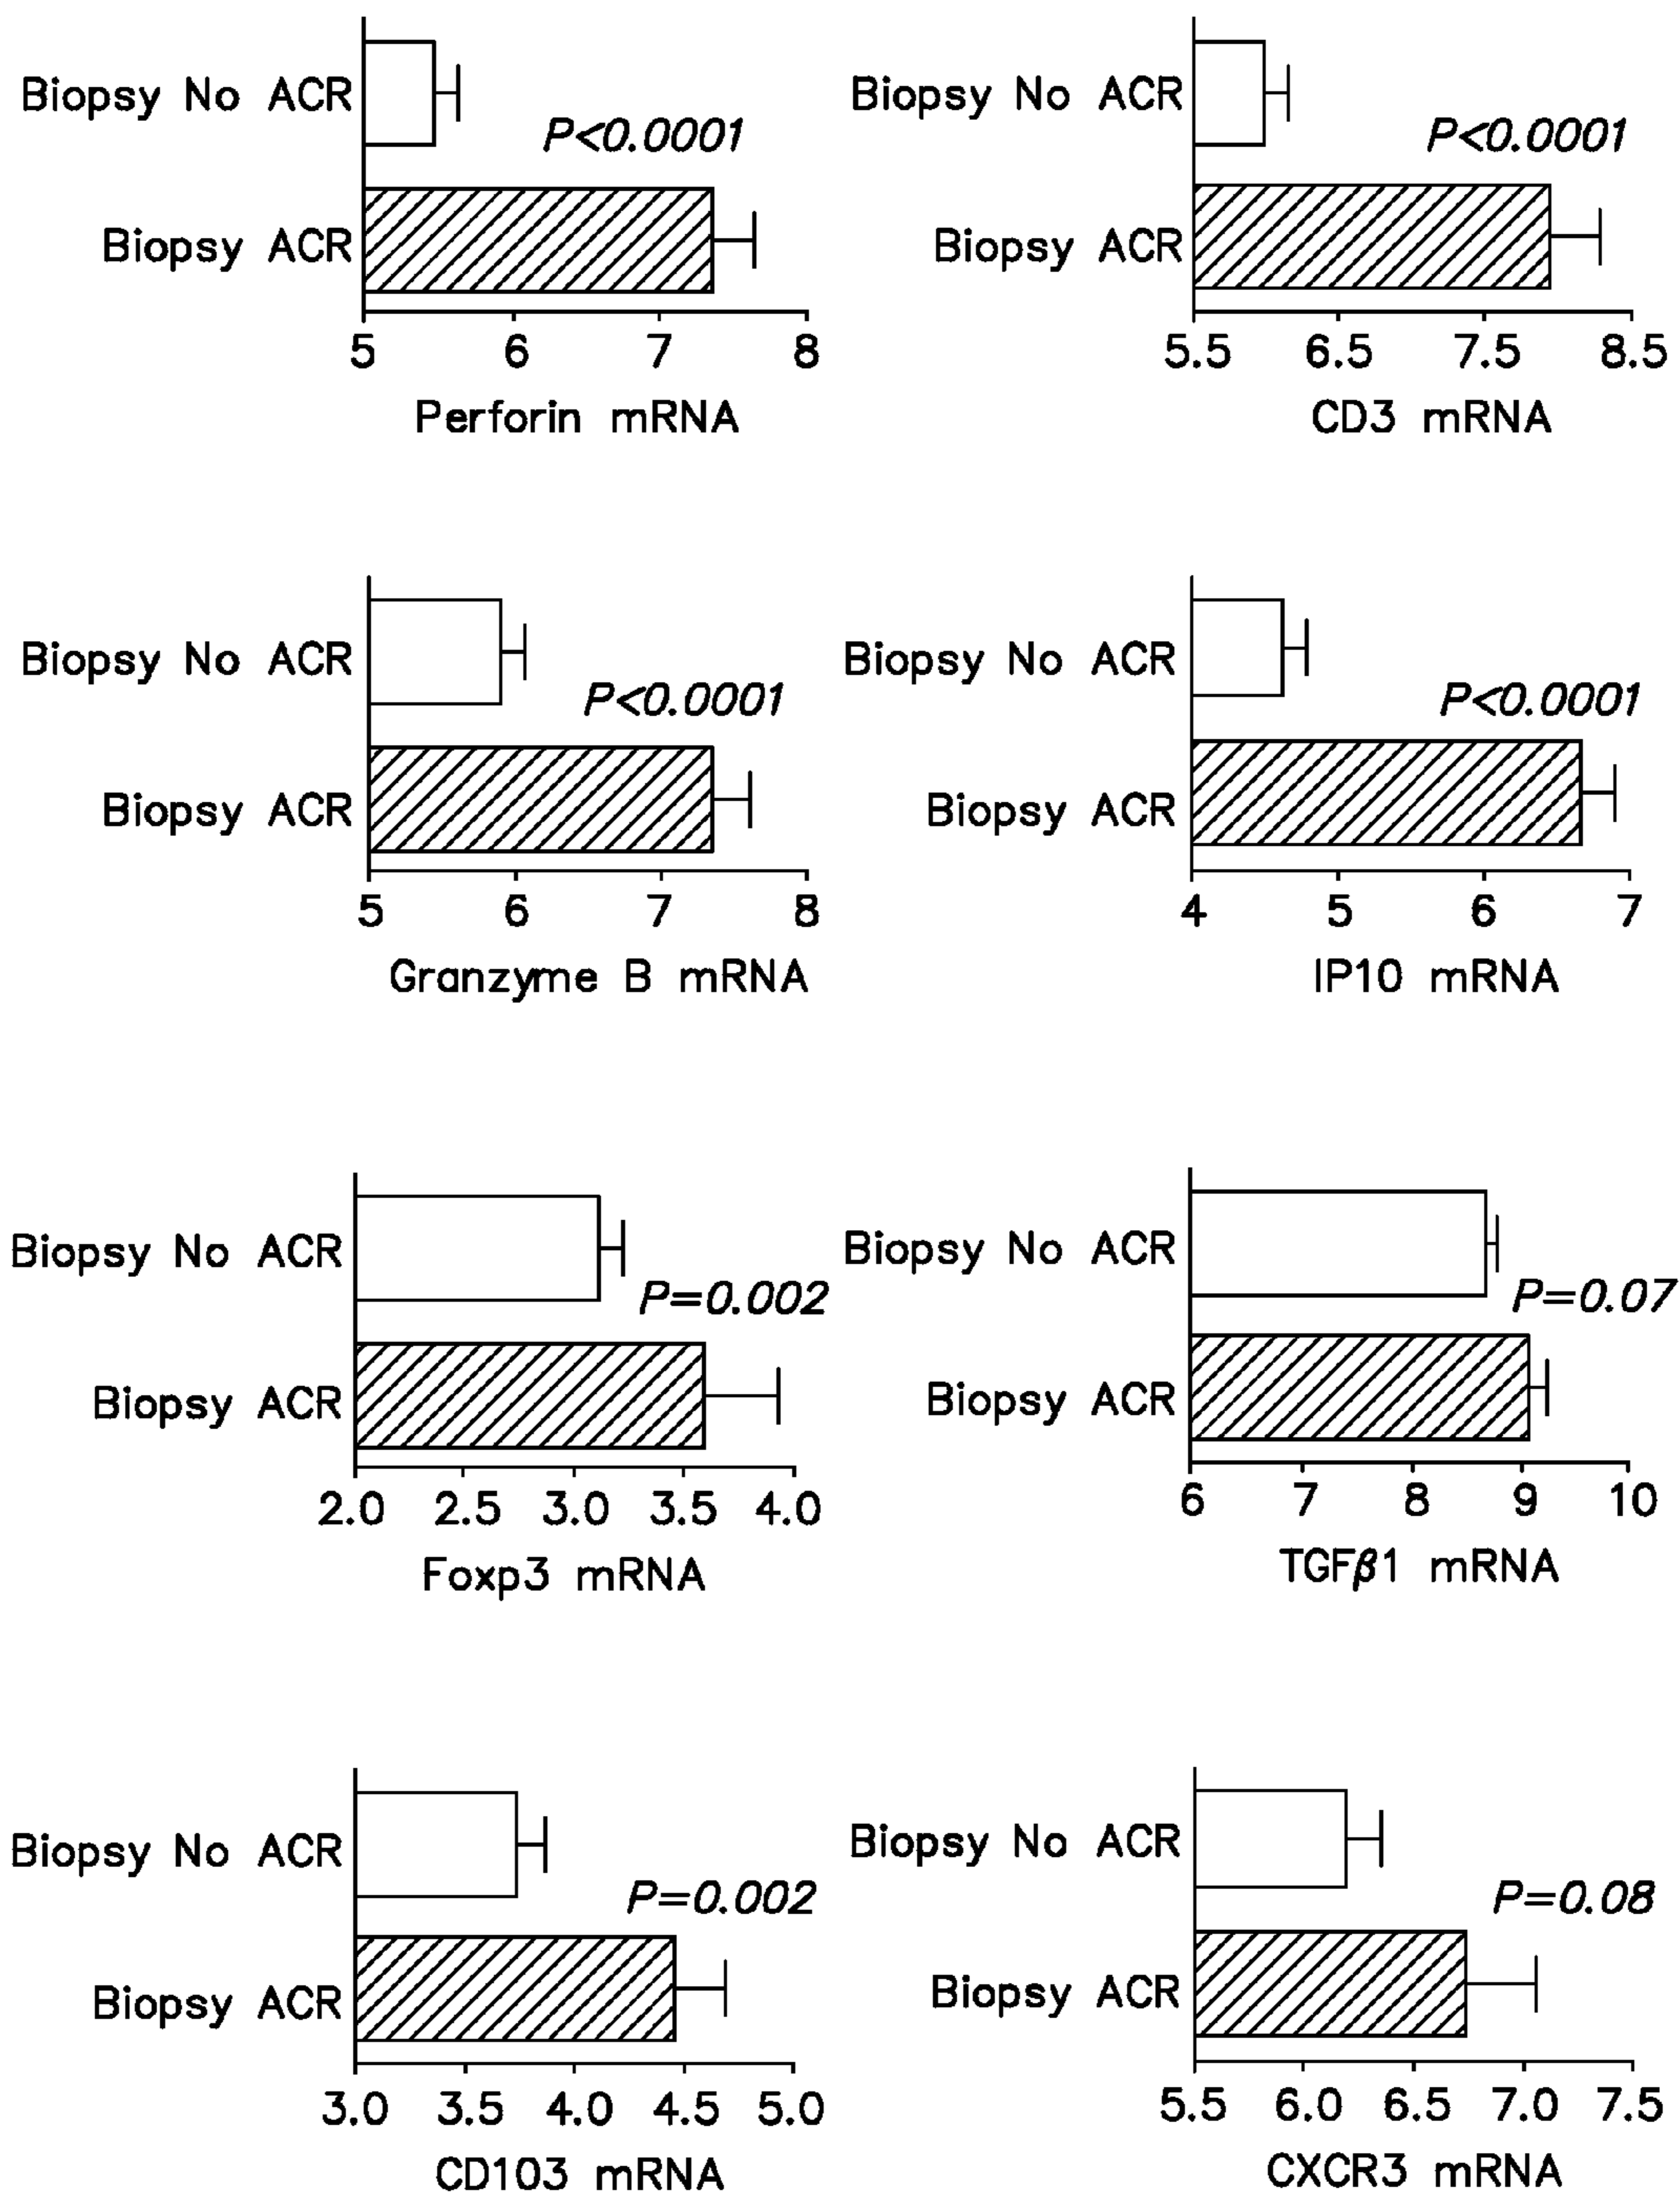 Biopsy No ACR
P<0.0001
Biopsy ACR
5 6 7 8
Perforin mRNA
Biopsy No ACR
P<0.0001
Biopsy ACR
5.5 6.5 7.5 8.5
CD3 mRNA
Biopsy No ACR
P<0.0001
Biopsy ACR
5 6 7 8
Granzyme B mRNA
Biopsy No ACR
P<0.0001
Biopsy ACR
4 5 6 7
IP10 mRNA
Biopsy No ACR
P=0.002
Biopsy ACR
2.0 2.5 3.0 3.5 4.0
Foxp3 mRNA
Biopsy No ACR
P=0.07
Biopsy ACR
6 7 8 9 10
TGFβ1 mRNA
Biopsy No ACR
P=0.002
Biopsy ACR
3.0 3.5 4.0 4.5 5.0
CD103 mRNA
Biopsy No ACR
P=0.08
Biopsy ACR
5.5 6.0 6.5 7.0 7.5
CXCR3 mRNA